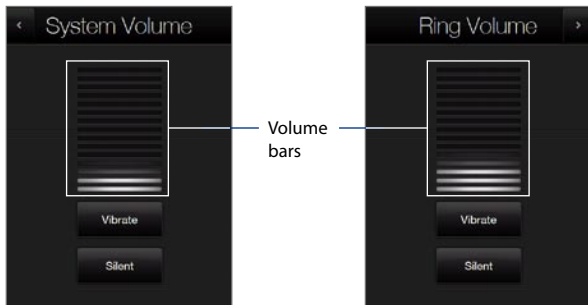 ‹ System Volume
Ring Volume ›
Volume
bars
Vibrate
Silent
Vibrate
Silent